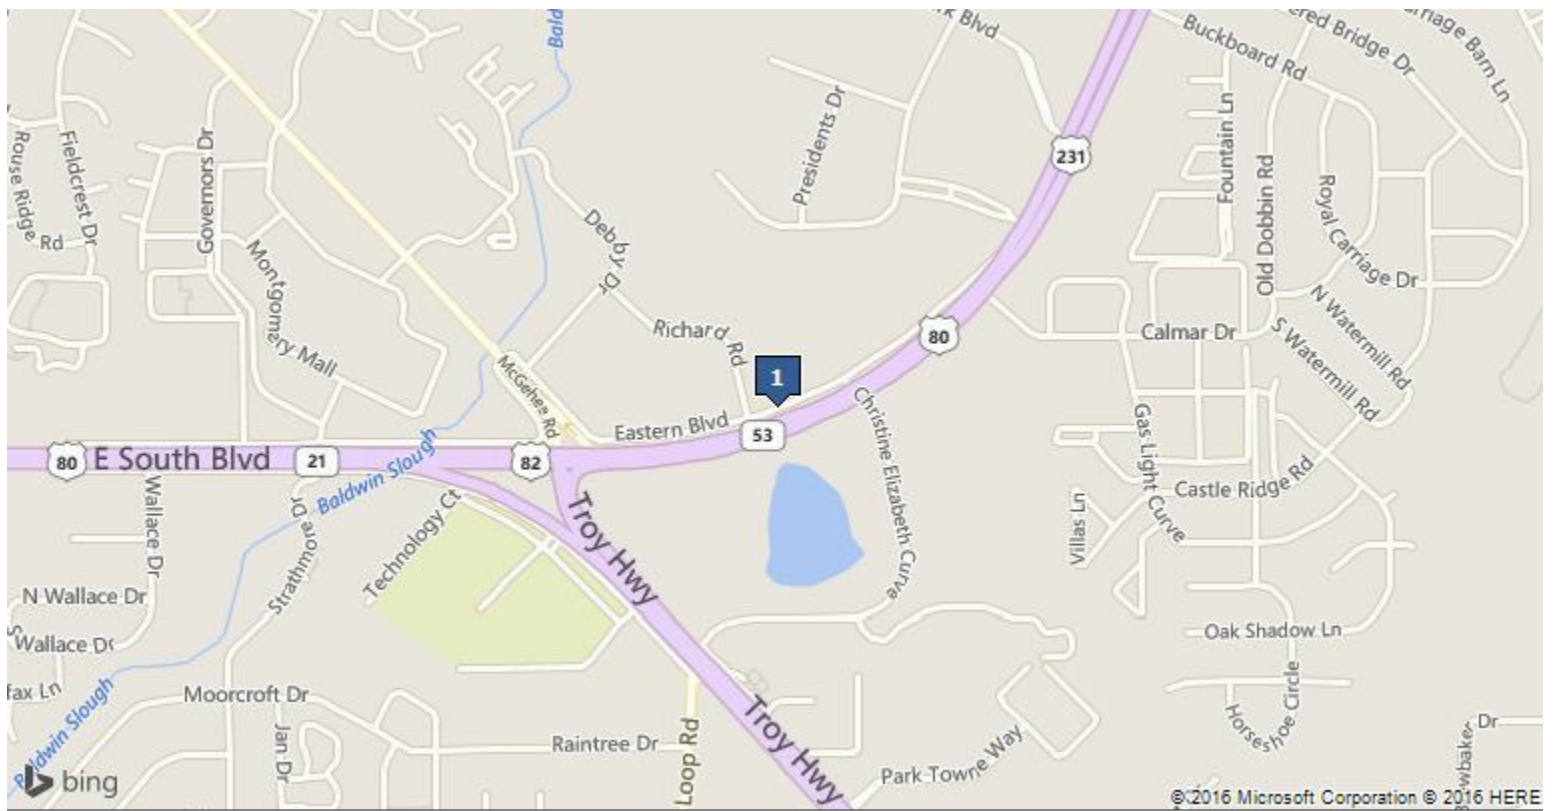 Bald
rk Blvd
ered Bridge Dr
rriage Barn Ln
Buckboard Rd
Rouse Ridge Rd
Fieldcrest Dr
Governors Dr
Presidents Dr
Fountain Ln
231
Old Dobbin Rd
Royal Carriage Dr
Debby Dr
Montgomery Mall
Richard Rd
80
Calmar Dr
N Watermill Rd
S Watermill Rd
1
McGehee Rd
Eastern Blvd
53
Christine Elizabeth Curve
Gas Light Curve
80
E South Blvd
21
82
Baldwin Slough
Wallace Dr
Strathmore Dr
Technology Ct
Troy Hwy
Villas Ln
Castle Ridge Rd
N Wallace Dr
S Wallace Dr
Oak Shadow Ln
fax Ln
Baldwin Slough
Moorcroft Dr
Jan Dr
Raintree Dr
Loop Rd
Troy Hwy
Park Towne Way
Horseshoe Circle
wbaker Dr
bing
© 2016 Microsoft Corporation © 2016 HERE